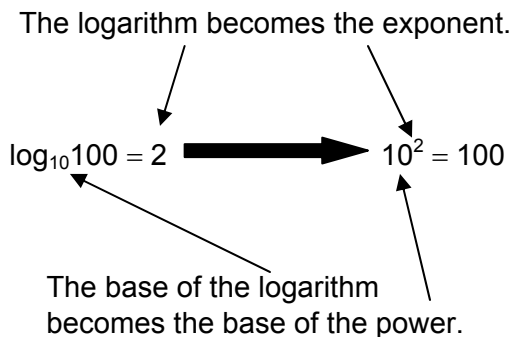 The logarithm becomes the exponent.
log₁₀100 = 2 10² = 100
The base of the logarithm
becomes the base of the power.